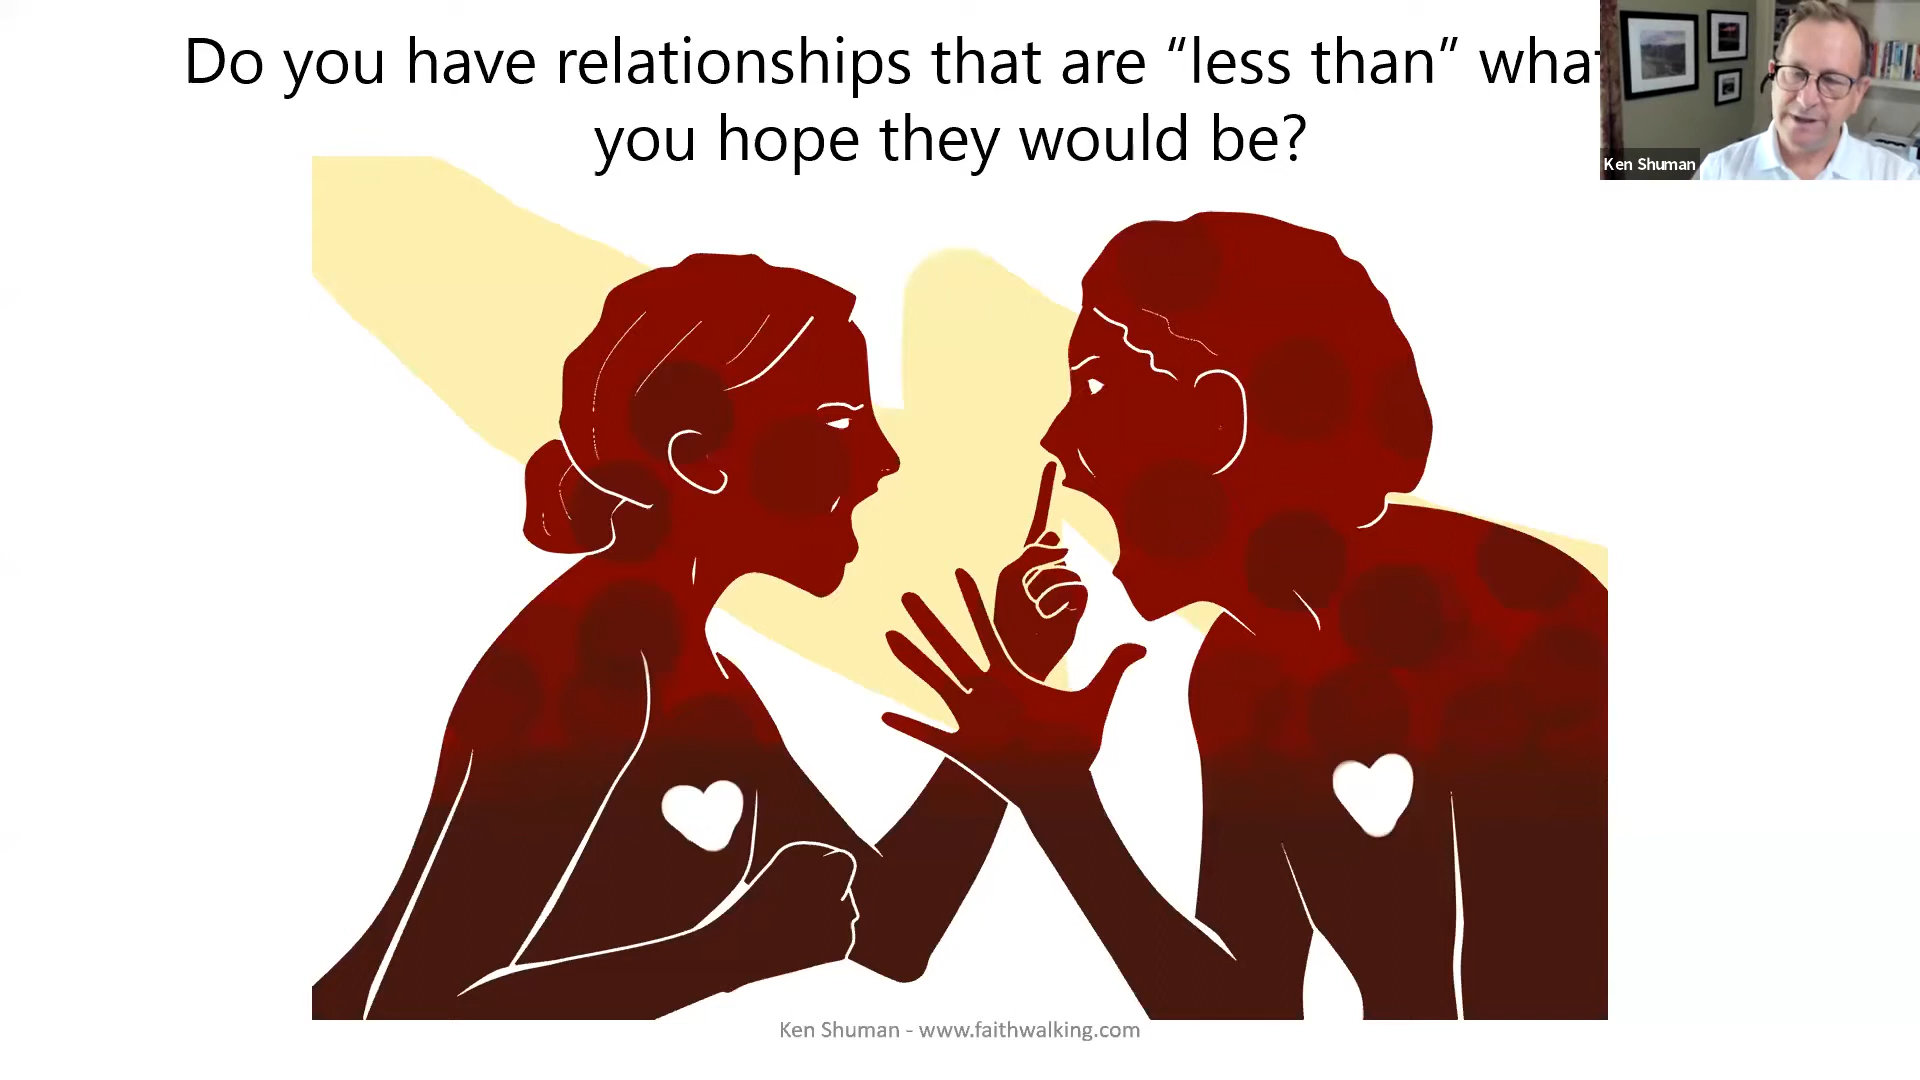 Do you have relationships that are “less than” what
you hope they would be?
Ken Shuman
Ken Shuman - www.faithwalking.com